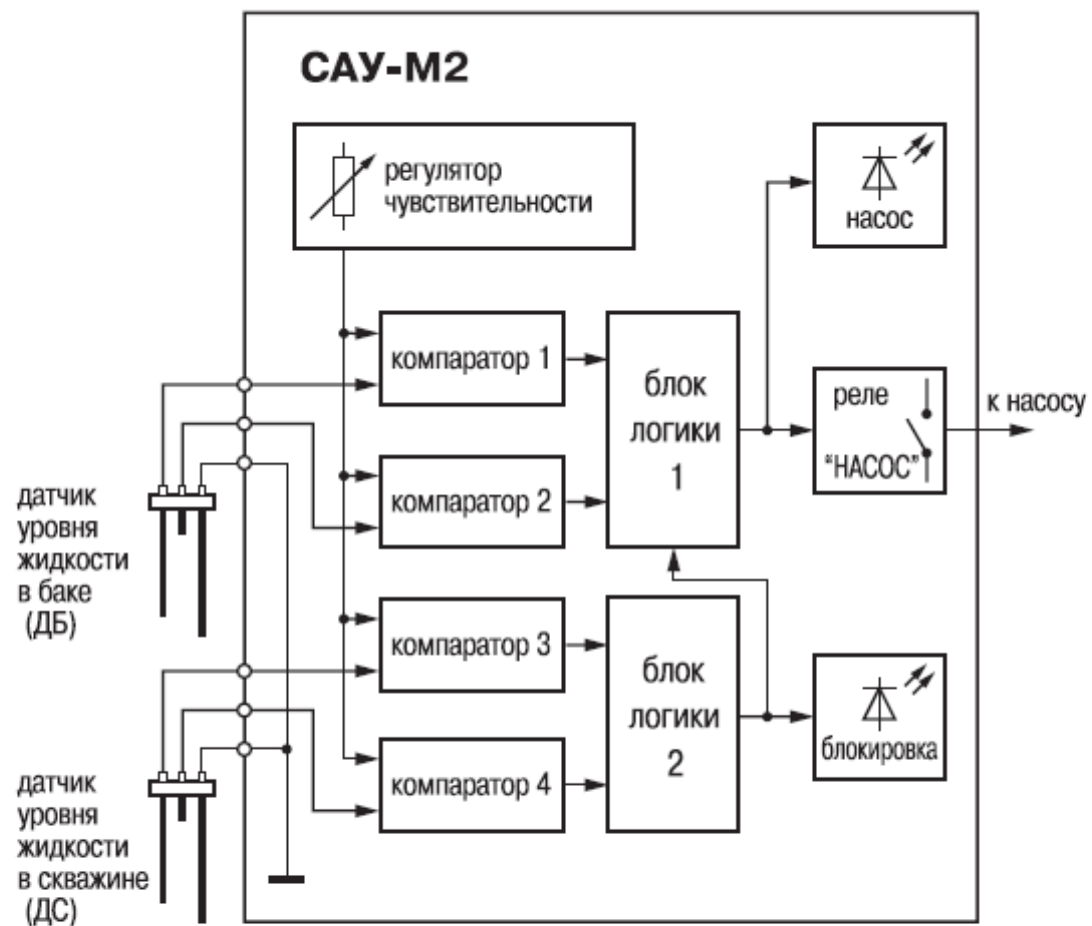 САУ-М2
регулятор
чувствительности
насос
компаратор 1
блок
логики
1
реле
"НАСОС"
к насосу
компаратор 2
датчик
уровня
жидкости
в баке
(ДБ)
компаратор 3
блок
логики
2
блокировка
компаратор 4
датчик
уровня
жидкости
в скважине
(ДС)